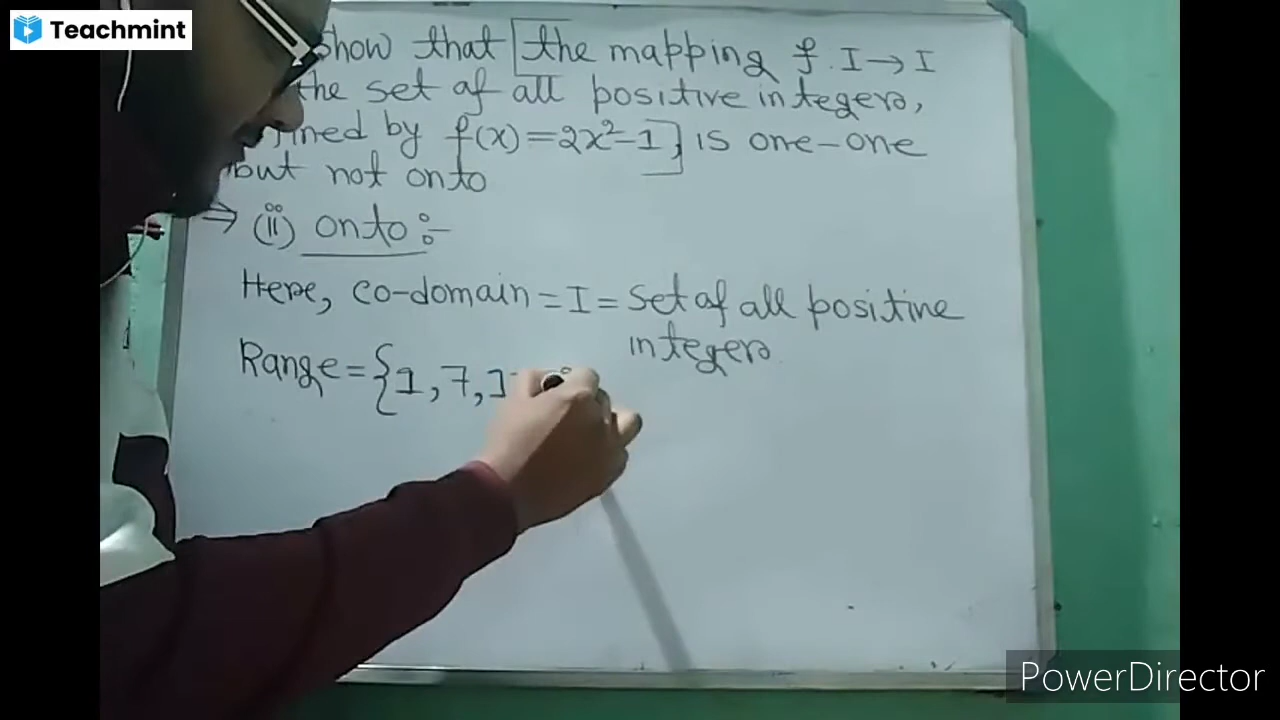 Teachmint
Show that [the mapping f: I→I
the set of all positive integers,
by f(x)=2x²-1] is one-one
but not onto
⇒ (ii) onto:-
Here, co-domain = I = Set of all positive
integers
Range={1,7,
PowerDirector